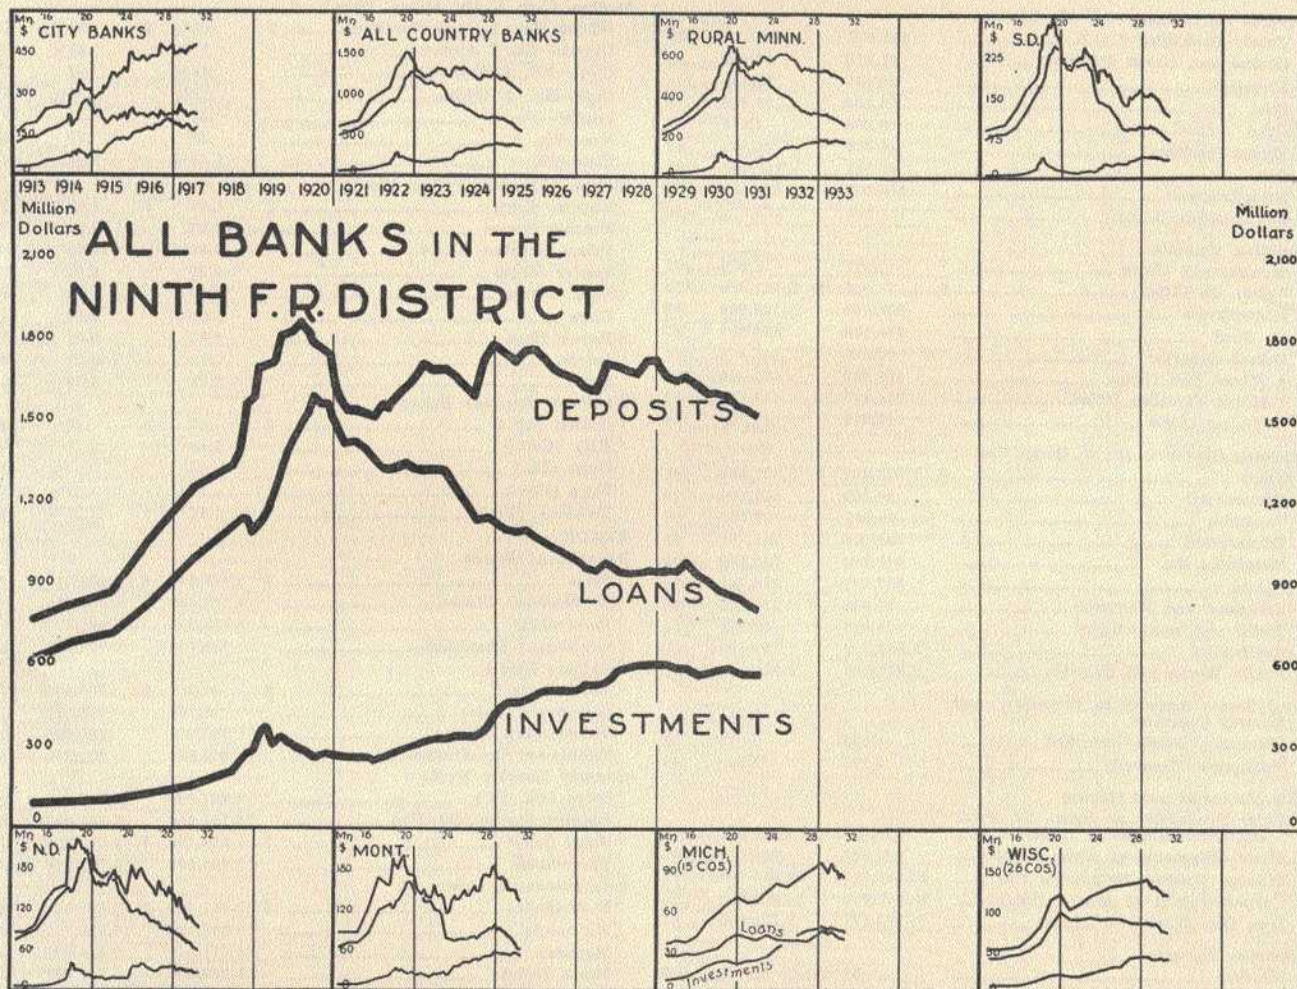 Mn '16 20 24 28 32
$ CITY BANKS
450
300
150
0
Mn 16 20 24 28 32
$ ALL COUNTRY BANKS
1,500
1,000
500
0
Mn 16 20 24 28 32
$ RURAL MINN.
600
400
200
0
Mn 16 20 24 28 32
$ S.D.
225
150
75
0
1913 1914 1915 1916 1917 1918 1919 1920 1921 1922 1923 1924 1925 1926 1927 1928 1929 1930 1931 1932 1933
Million
Dollars
ALL BANKS IN THE
NINTH F.R. DISTRICT
Million
Dollars
2,100
1,800
1,500
1,200
900
600
300
0
2,100
1,800
1,500
1,200
900
600
300
0
DEPOSITS
LOANS
INVESTMENTS
Mn '16 20 24 28 32
$ N.D.
180
120
60
0
Mn 16 20 24 28 32
$ MONT.
180
120
60
0
Mn 16 20 24 28 32
$ MICH.
(15 COS.)
90
60
30
0
Loans
Investments
Mn 16 20 24 28 32
$ WISC.
(26 COS.)
150
100
50
0